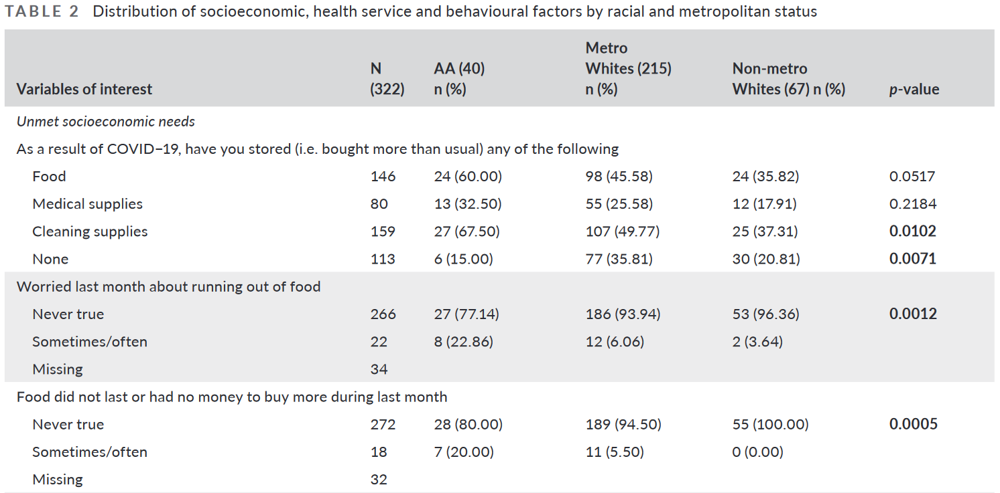 TABLE 2 Distribution of socioeconomic, health service and behavioural factors by racial and metropolitan status
Variables of interest N (322) AA (40) n (%) Metro Whites (215) n (%) Non-metro Whites (67) n (%) p-value
Unmet socioeconomic needs
As a result of COVID−19, have you stored (i.e. bought more than usual) any of the following
Food 146 24 (60.00) 98 (45.58) 24 (35.82) 0.0517
Medical supplies 80 13 (32.50) 55 (25.58) 12 (17.91) 0.2184
Cleaning supplies 159 27 (67.50) 107 (49.77) 25 (37.31) 0.0102
None 113 6 (15.00) 77 (35.81) 30 (20.81) 0.0071
Worried last month about running out of food
Never true 266 27 (77.14) 186 (93.94) 53 (96.36) 0.0012
Sometimes/often 22 8 (22.86) 12 (6.06) 2 (3.64)
Missing 34
Food did not last or had no money to buy more during last month
Never true 272 28 (80.00) 189 (94.50) 55 (100.00) 0.0005
Sometimes/often 18 7 (20.00) 11 (5.50) 0 (0.00)
Missing 32